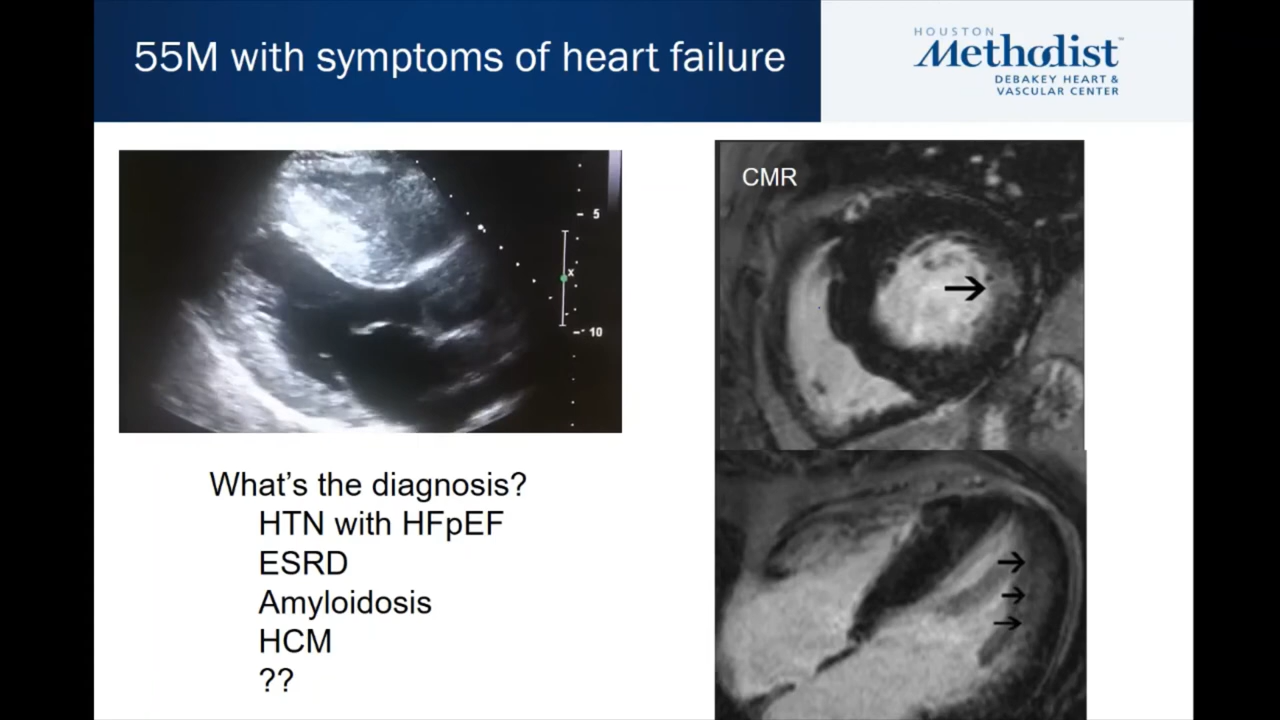 55M with symptoms of heart failure
HOUSTON
Methodist
DEBAKEY HEART &
VASCULAR CENTER
5
x
10
CMR
What's the diagnosis?
HTN with HFpEF
ESRD
Amyloidosis
HCM
??